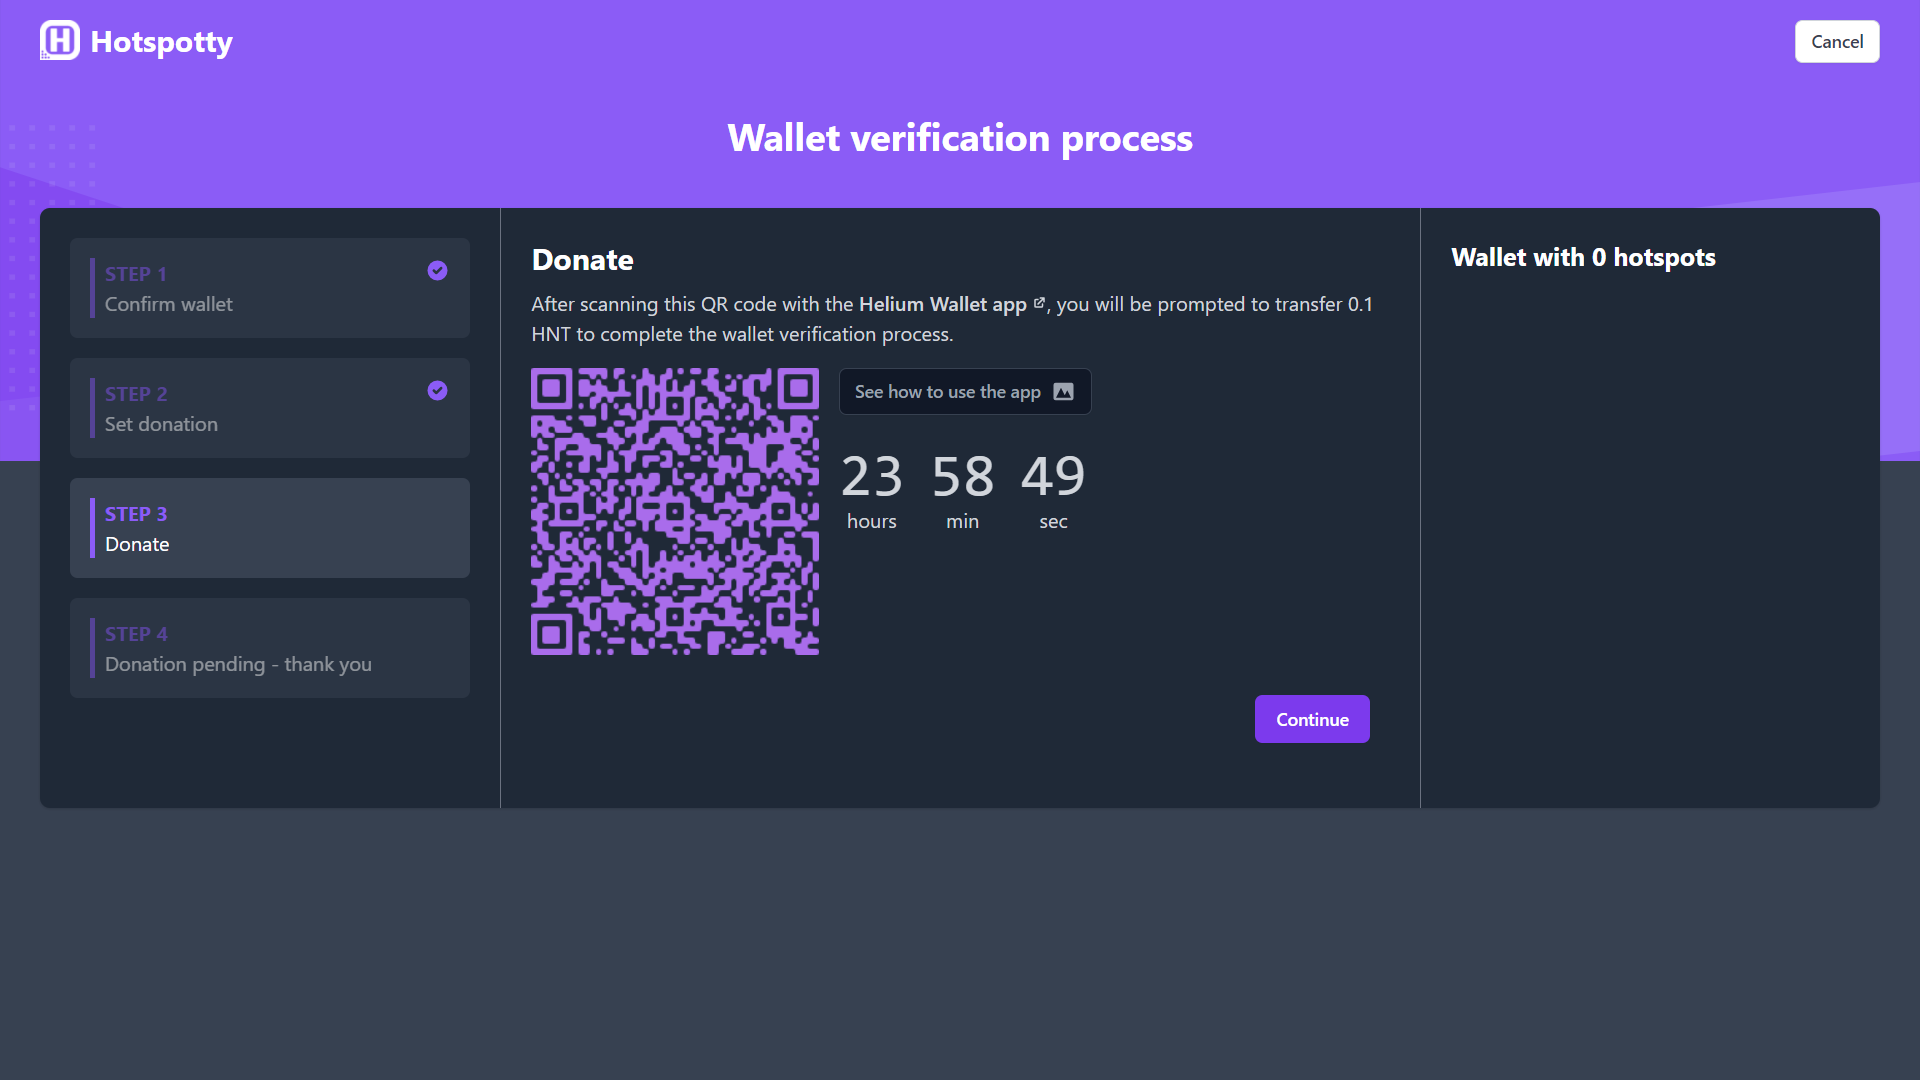 Hotspotty
Cancel
Wallet verification process
STEP 1
Confirm wallet
STEP 2
Set donation
STEP 3
Donate
STEP 4
Donation pending - thank you
Donate
After scanning this QR code with the Helium Wallet app, you will be prompted to transfer 0.1
HNT to complete the wallet verification process.
See how to use the app
23 58 49
hours min sec
Continue
Wallet with 0 hotspots